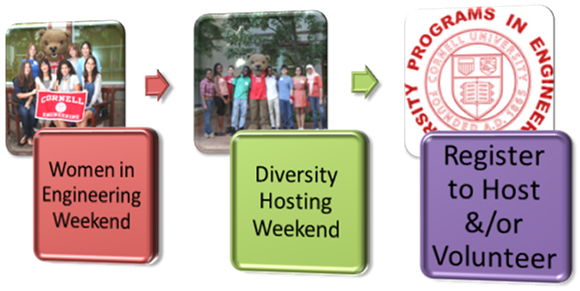 CORNELL
ENGINEERING
Women in
Engineering
Weekend
Diversity
Hosting
Weekend
RSITY PROGRAMS IN ENGINEER
CORNELL UNIVERSITY
FOUNDED A.D. 1865
Register
to Host
&/or
Volunteer